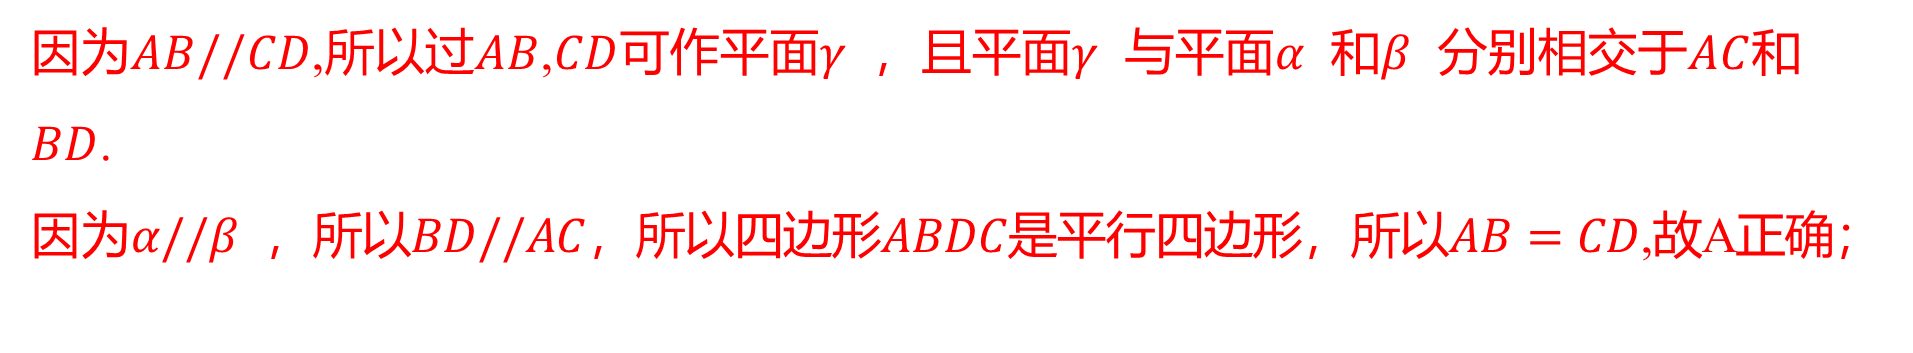 因为AB//CD,所以过AB,CD可作平面γ ，且平面γ 与平面α 和β 分别相交于AC和
BD.
因为α//β ，所以BD//AC，所以四边形ABDC是平行四边形，所以AB = CD,故A正确；